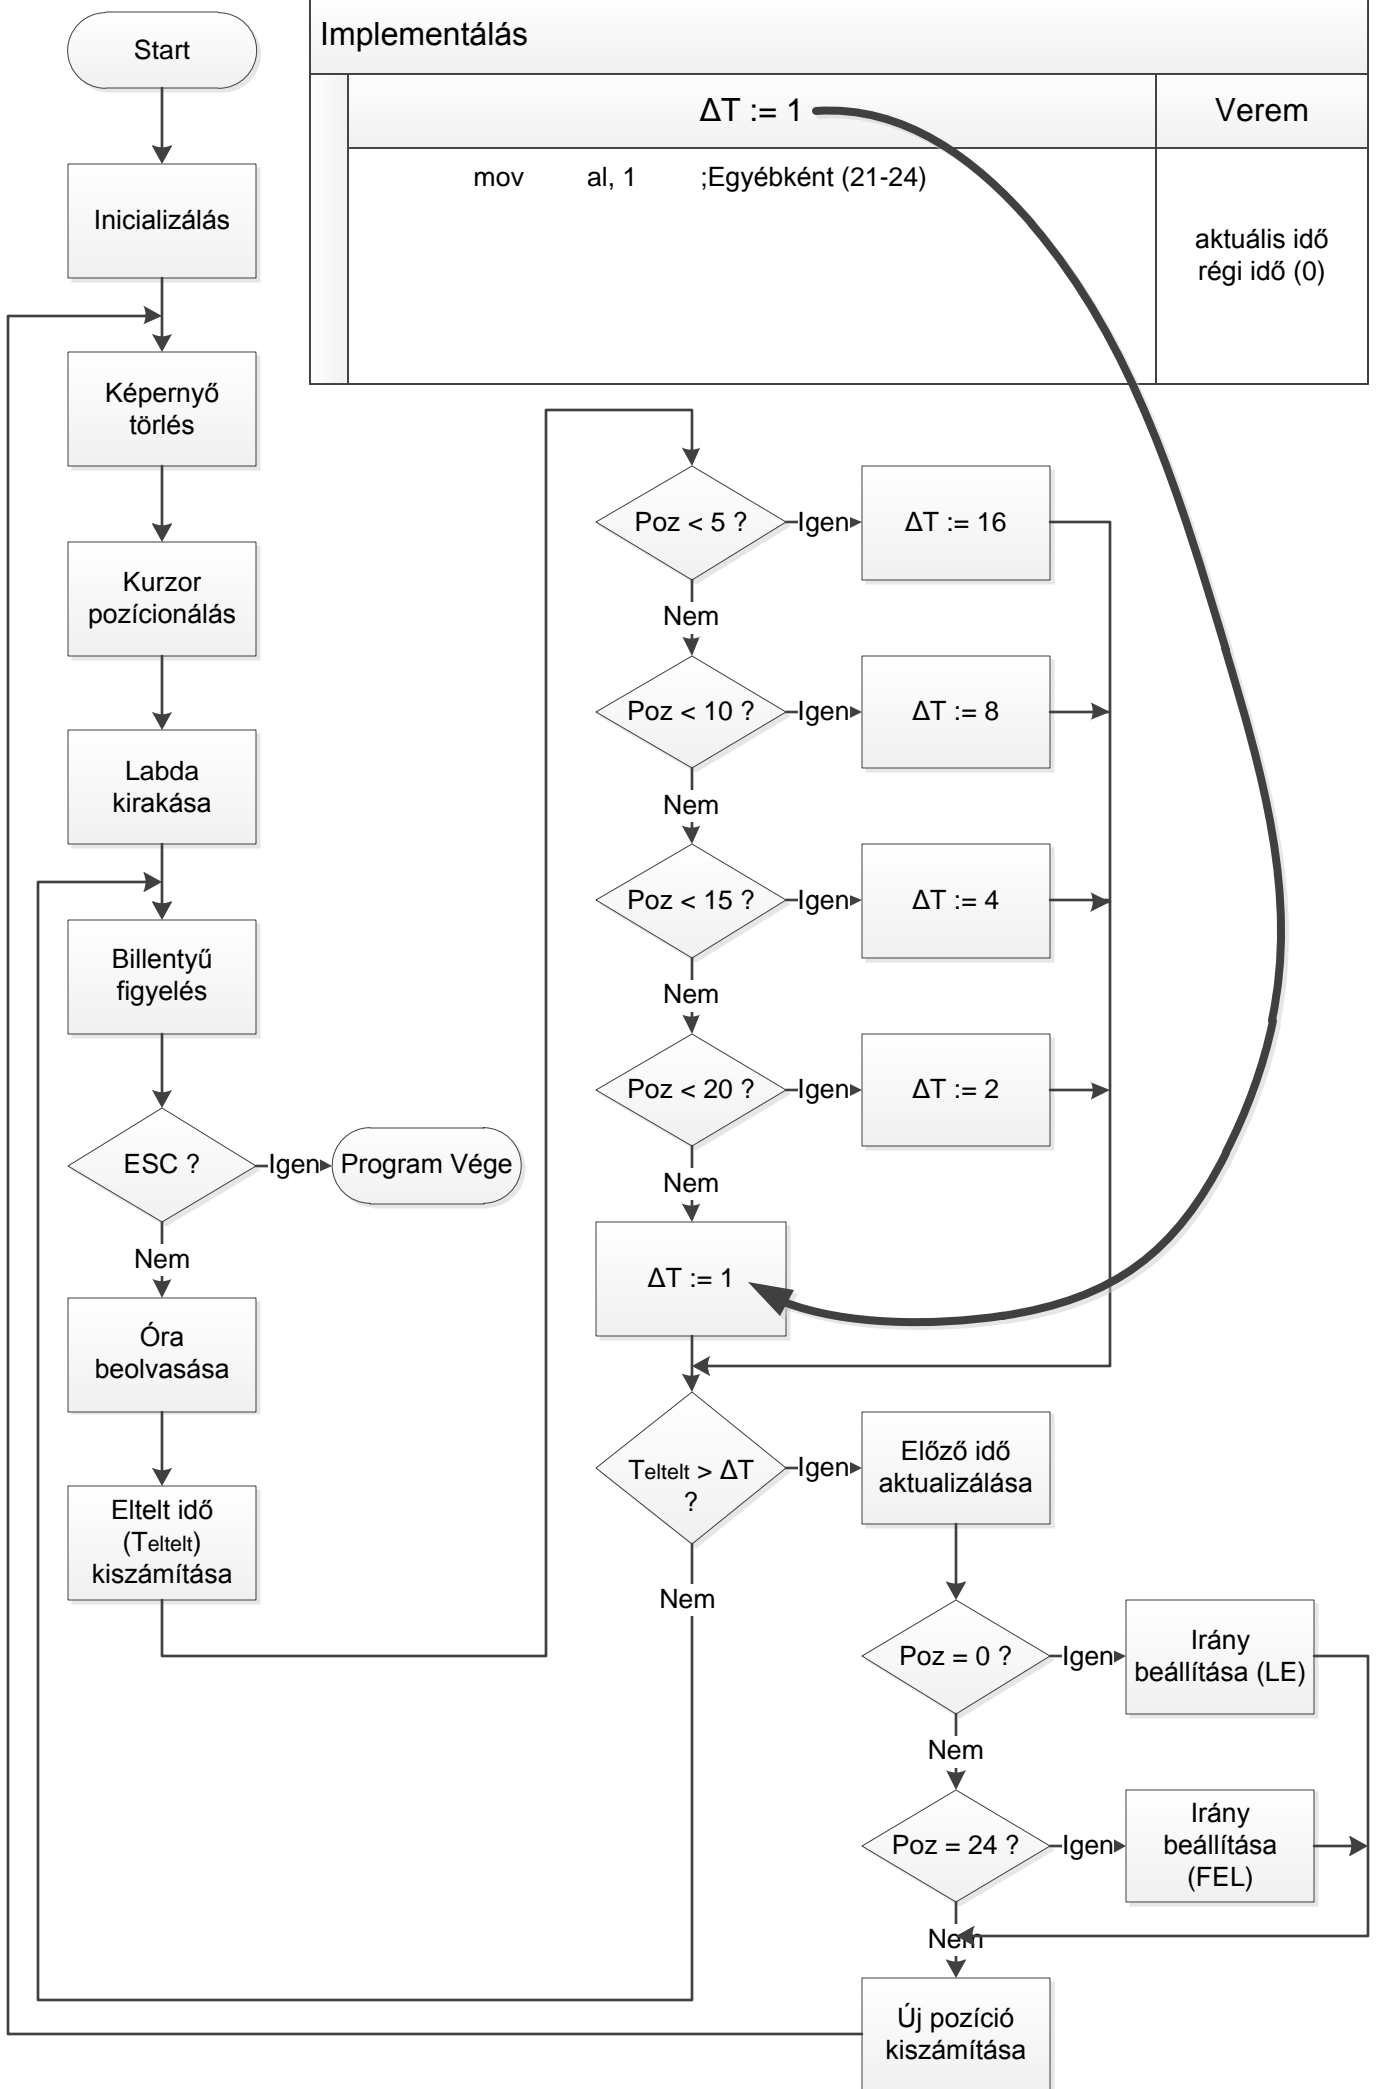 Start
Implementálás
ΔT := 1
Verem
mov al, 1 ;Egyébként (21-24)
aktuális idő
régi idő (0)
Inicializálás
Képernyő
törlés
Kurzor
pozícionálás
Labda
kirakása
Billentyű
figyelés
ESC ?
Igen
Program Vége
Nem
Óra
beolvasása
Eltelt idő
(Teltelt)
kiszámítása
Poz < 5 ?
Igen
ΔT := 16
Nem
Poz < 10 ?
Igen
ΔT := 8
Nem
Poz < 15 ?
Igen
ΔT := 4
Nem
Poz < 20 ?
Igen
ΔT := 2
Nem
ΔT := 1
Teltelt > ΔT
?
Igen
Előző idő
aktualizálása
Nem
Poz = 0 ?
Igen
Irány
beállítása (LE)
Nem
Poz = 24 ?
Igen
Irány
beállítása
(FEL)
Nem
Új pozíció
kiszámítása